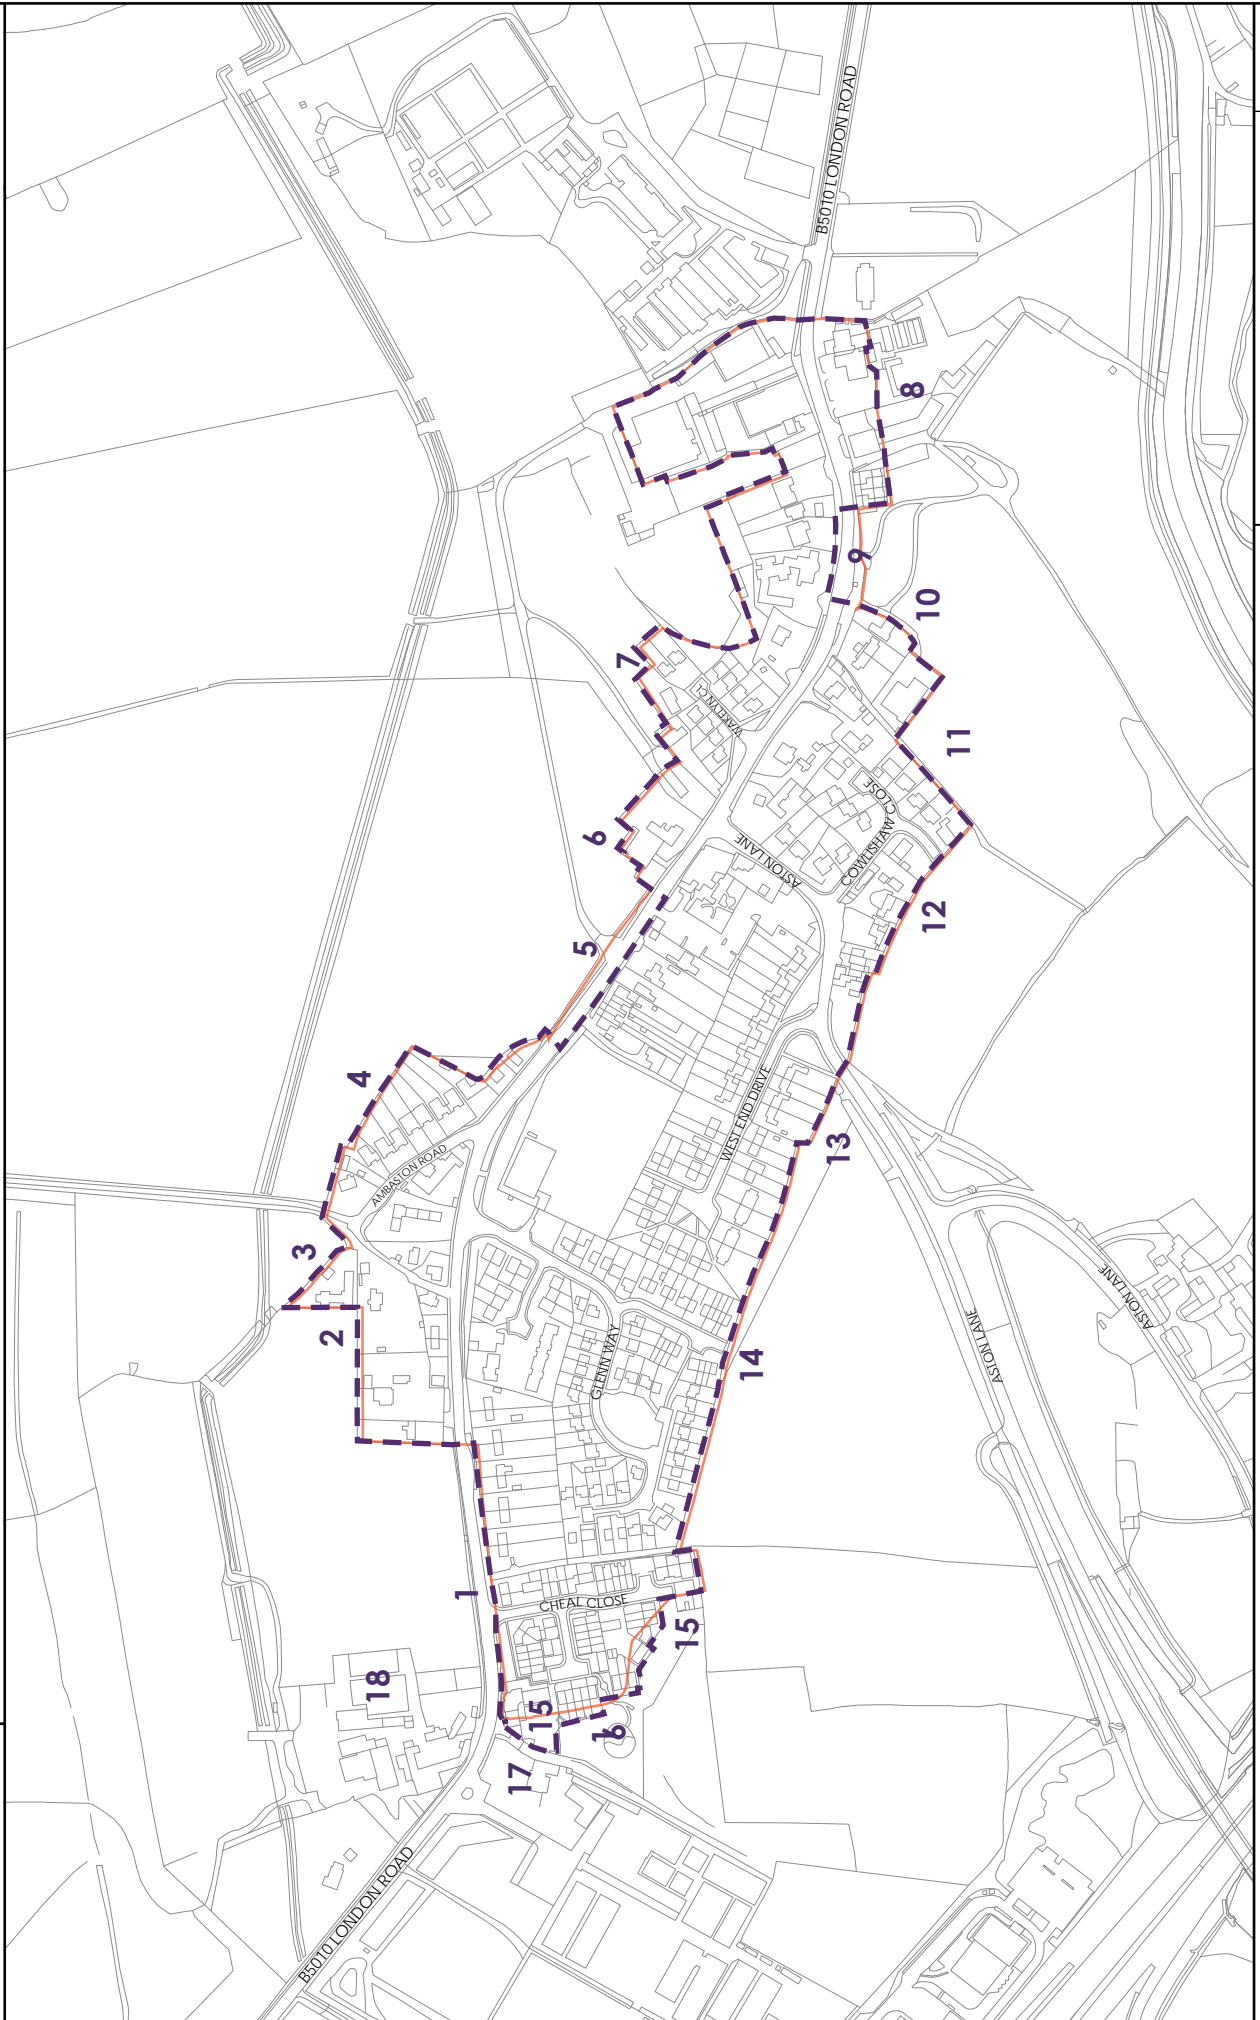 B5010 LONDON ROAD
8
9
10
7
WAKELYN CL
11
6
COWLISHAW CLOSE
ASTON LANE
12
5
4
WEST END DRIVE
13
AMBASTON ROAD
3
2
14
GLENN WAY
ASTON LANE
ASTON LANE
1
CHEAL CLOSE
15
18
15
16
17
B5010 LONDON ROAD